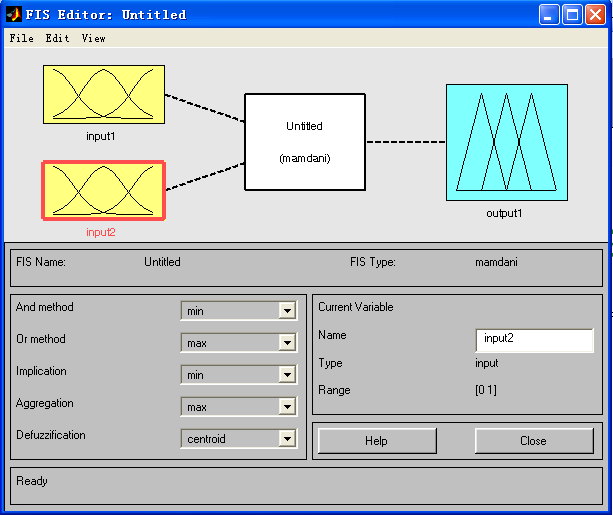 FIS Editor: Untitled
File Edit View
input1
Untitled
(mamdani)
input2
output1
FIS Name: Untitled FIS Type: mamdani
And method min
Or method max
Implication min
Aggregation max
Defuzzification centroid
Current Variable
Name input2
Type input
Range [0 1]
Help Close
Ready